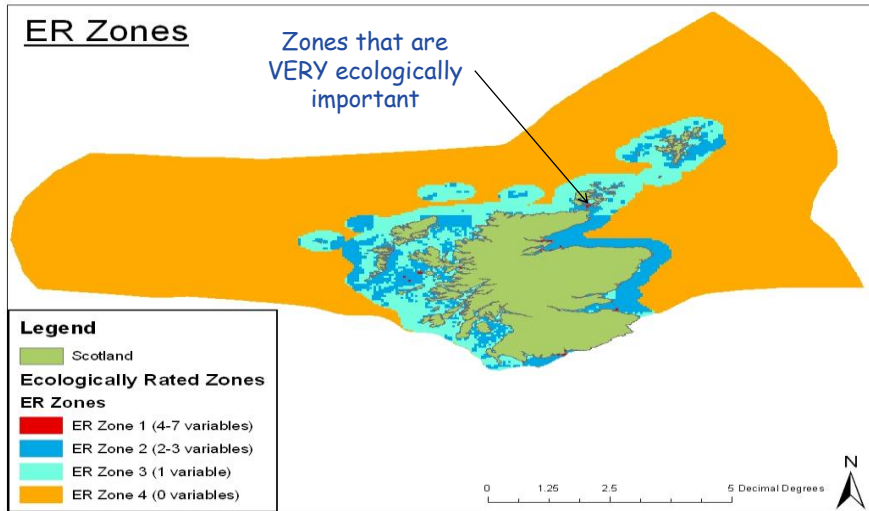 ER Zones
Zones that are
VERY ecologically
important
Legend
Scotland
Ecologically Rated Zones
ER Zones
ER Zone 1 (4-7 variables)
ER Zone 2 (2-3 variables)
ER Zone 3 (1 variable)
ER Zone 4 (0 variables)
N
0 1.25 2.5 5 Decimal Degrees